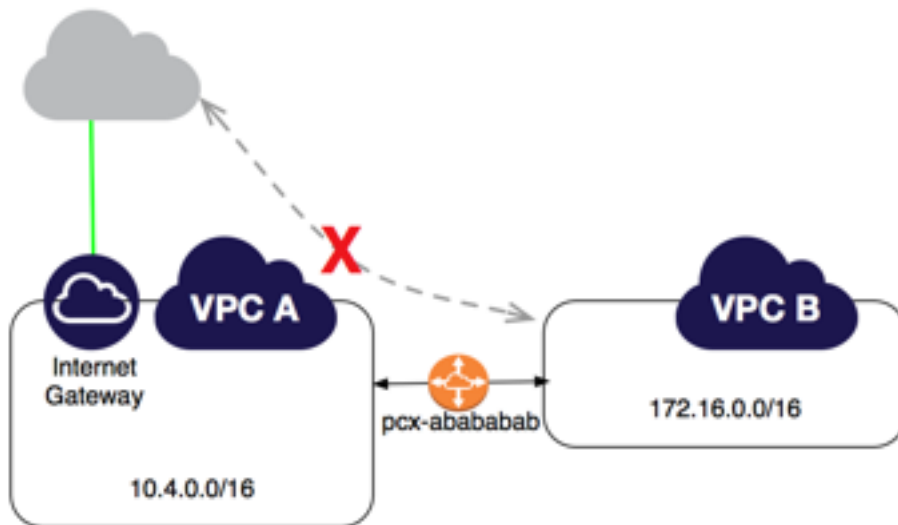 X
VPC A
VPC B
Internet
Gateway
pcx-abababab
172.16.0.0/16
10.4.0.0/16